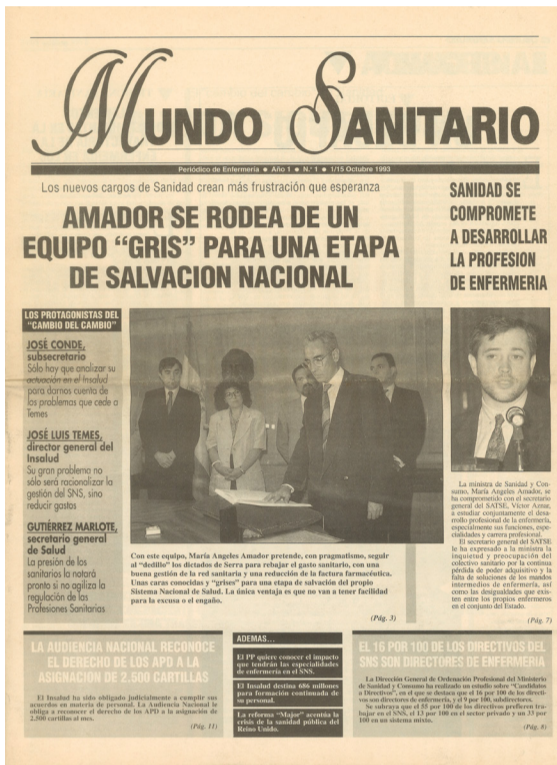 MUNDO SANITARIO
Periódico de Enfermería ● Año 1 ● N.º 1 ● 1/15 Octubre 1993
Los nuevos cargos de Sanidad crean más frustración que esperanza
AMADOR SE RODEA DE UN
EQUIPO “GRIS” PARA UNA ETAPA
DE SALVACION NACIONAL
SANIDAD SE
COMPROMETE
A DESARROLLAR
LA PROFESION
DE ENFERMERIA
LOS PROTAGONISTAS DEL
“CAMBIO DEL CAMBIO”
JOSÉ CONDE,
subsecretario
Sólo hay que analizar su
actuación en el Insalud
para darnos cuenta de
los problemas que cede a
Temes
JOSÉ LUIS TEMES,
director general del
Insalud
Su gran problema no
sólo será racionalizar la
gestión del SNS, sino
reducir gastos
GUTIÉRREZ MARLOTE,
secretario general
de Salud
La presión de los
sanitarios la notará
pronto si no agiliza la
regulación de las
Profesiones Sanitarias
Con este equipo, María Angeles Amador pretende, con pragmatismo, seguir
al “dedillo” los dictados de Serra para rebajar el gasto sanitario, con una
buena gestión de la red sanitaria y una reducción de la factura farmacéutica.
Unas caras conocidas y “grises” para una etapa de salvación del propio
Sistema Nacional de Salud. La única ventaja es que no van a tener facilidad
para la excusa o el engaño.
(Pág. 3)
La ministra de Sanidad y Con-
sumo, María Angeles Amador, se
ha comprometido con el secretario
general del SATSE, Víctor Aznar,
a estudiar conjuntamente el desa-
rrollo profesional de la enfermería,
especialmente sus funciones, espe-
cialidades y carrera profesional.
El secretario general del SATSE
le ha expresado a la ministra la
inquietud y preocupación del
colectivo sanitario por la continua
pérdida de poder adquisitivo y la
falta de soluciones de los mandos
intermedios de enfermería, así
como las desigualdades que exis-
ten entre los propios enfermeros
en el conjunto del Estado.
(Pág. 7)
LA AUDIENCIA NACIONAL RECONOCE
EL DERECHO DE LOS APD A LA
ASIGNACION DE 2.500 CARTILLAS
El Insalud ha sido obligado judicialmente a cumplir sus
acuerdos en materia de personal. La Audiencia Nacional le
obliga a reconocer el derecho de los APD a la asignación de
2.500 cartillas al mes.
(Pág. 11)
ADEMAS...
El PP quiere conocer el impacto
que tendrán las especialidades
de enfermería en el SNS.
El Insalud destina 686 millones
para formación continuada de
su personal.
La reforma “Major” acentúa la
crisis de la sanidad pública del
Reino Unido.
EL 16 POR 100 DE LOS DIRECTIVOS DEL
SNS SON DIRECTORES DE ENFERMERIA
La Dirección General de Ordenación Profesional del Ministerio
de Sanidad y Consumo ha realizado un estudio sobre “Candidatos
a Directivos”, en el que se destaca que el 16 por 100 de los directi-
vos son directores de enfermería, y el 9 por 100, subdirectores.
Se subraya que el 55 por 100 de los directivos prefieren tra-
bajar en el SNS, el 13 por 100 en el sector privado y un 33 por
100 en un sistema mixto.
(Pág. 8)